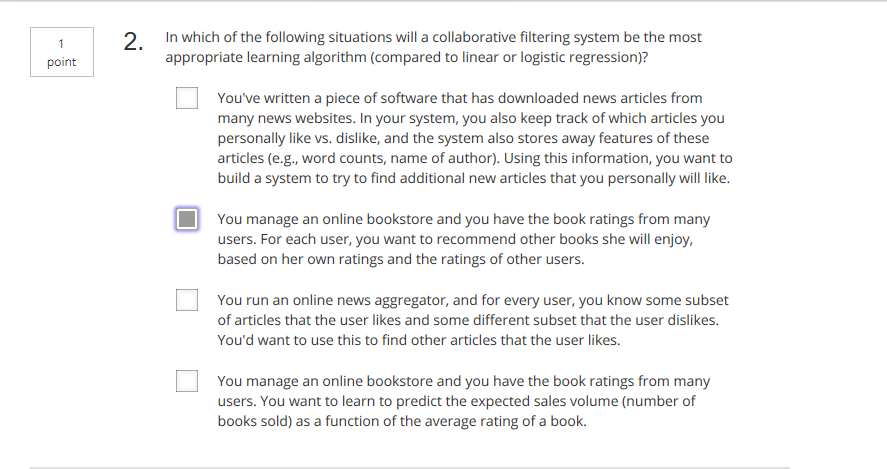 1
point
2.
In which of the following situations will a collaborative filtering system be the most
appropriate learning algorithm (compared to linear or logistic regression)?
You've written a piece of software that has downloaded news articles from
many news websites. In your system, you also keep track of which articles you
personally like vs. dislike, and the system also stores away features of these
articles (e.g., word counts, name of author). Using this information, you want to
build a system to try to find additional new articles that you personally will like.
You manage an online bookstore and you have the book ratings from many
users. For each user, you want to recommend other books she will enjoy,
based on her own ratings and the ratings of other users.
You run an online news aggregator, and for every user, you know some subset
of articles that the user likes and some different subset that the user dislikes.
You'd want to use this to find other articles that the user likes.
You manage an online bookstore and you have the book ratings from many
users. You want to learn to predict the expected sales volume (number of
books sold) as a function of the average rating of a book.